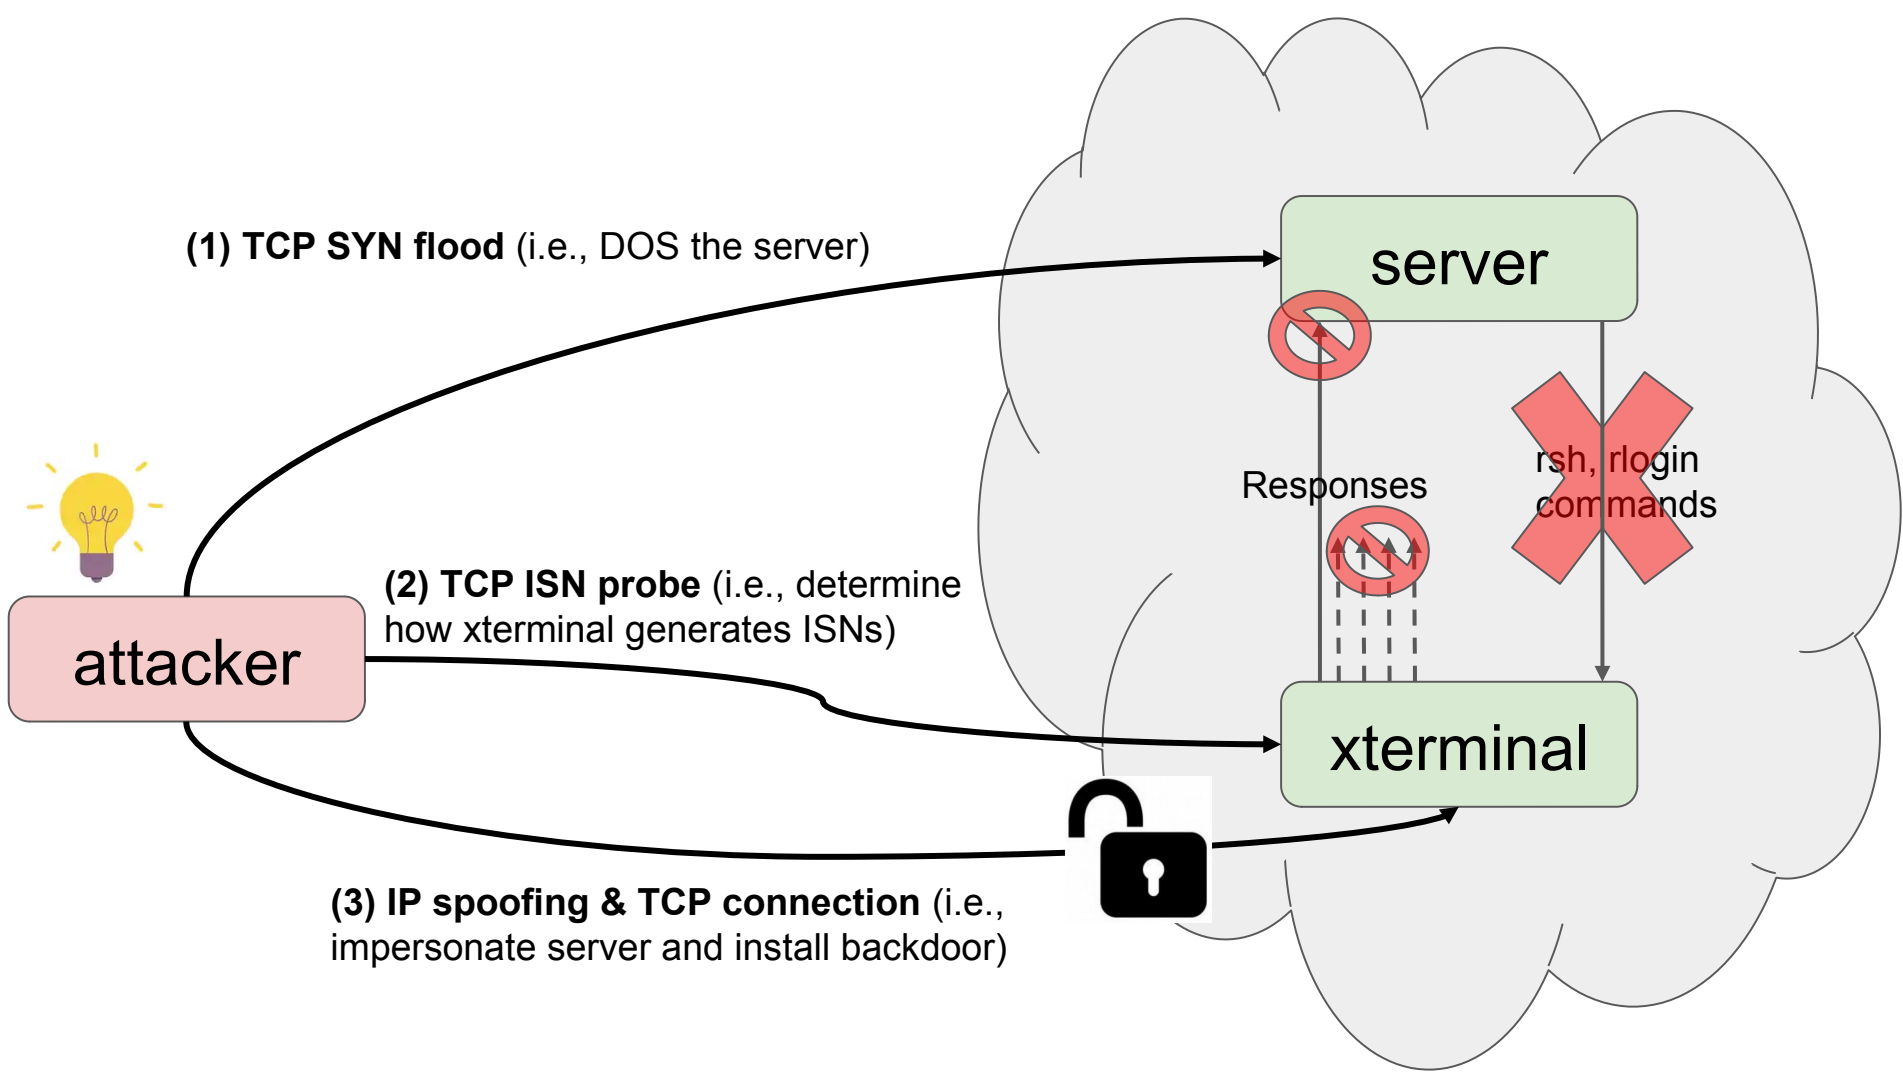 (1) TCP SYN flood (i.e., DOS the server)
server
Responses
rsh, rlogin
commands
(2) TCP ISN probe (i.e., determine
how xterminal generates ISNs)
attacker
xterminal
(3) IP spoofing & TCP connection (i.e.,
impersonate server and install backdoor)